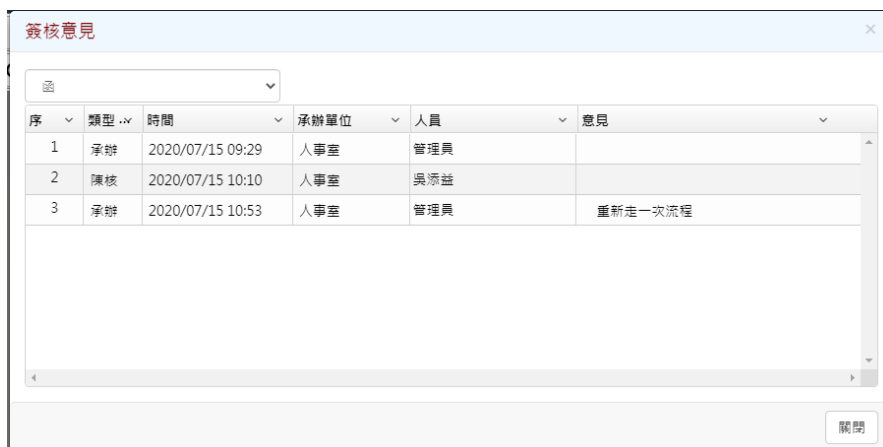 簽核意見
函
序 類型 時間 承辦單位 人員 意見
1 承辦 2020/07/15 09:29 人事室 管理員
2 陳核 2020/07/15 10:10 人事室 吳添益
3 承辦 2020/07/15 10:53 人事室 管理員 重新走一次流程
關閉